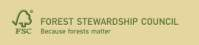 FSC
FOREST STEWARDSHIP COUNCIL
Because forests matter